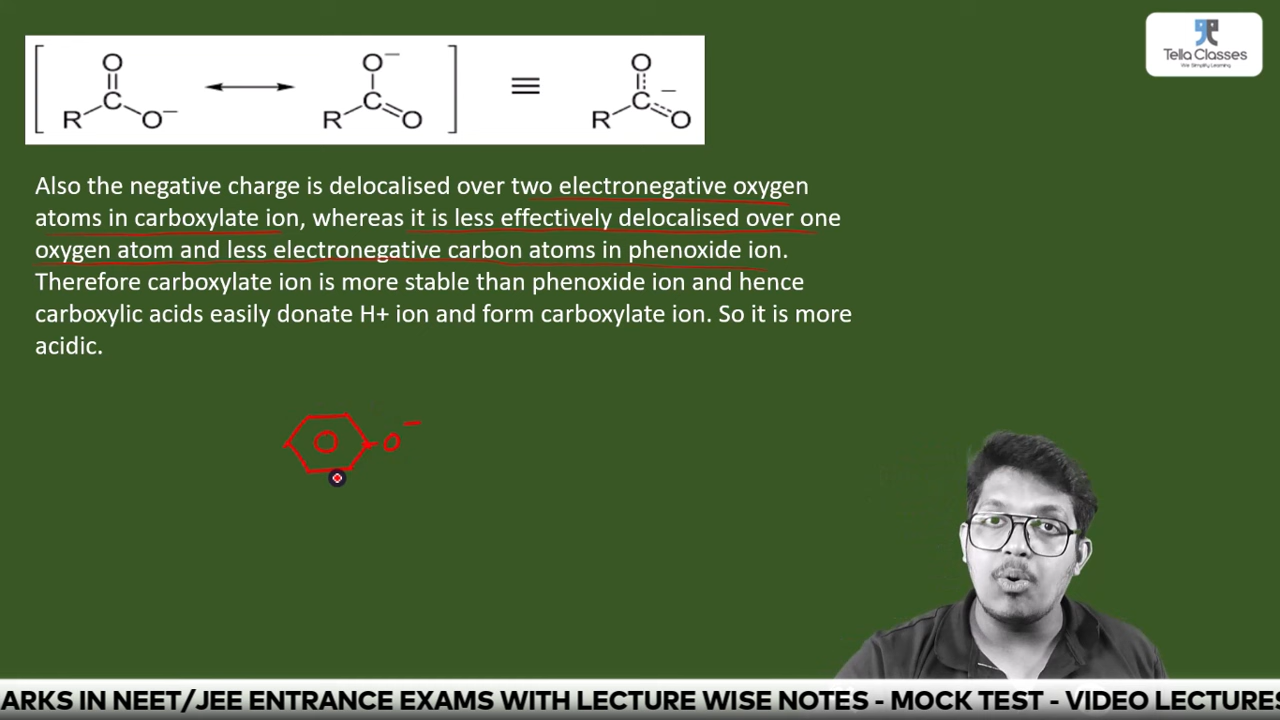 O O⁻ O
R C O⁻ ↔ R C O ≡ R C⁻ O
Tella Classes
We Simplify Learning
Also the negative charge is delocalised over two electronegative oxygen
atoms in carboxylate ion, whereas it is less effectively delocalised over one
oxygen atom and less electronegative carbon atoms in phenoxide ion.
Therefore carboxylate ion is more stable than phenoxide ion and hence
carboxylic acids easily donate H+ ion and form carboxylate ion. So it is more
acidic.
O⁻
ARKS IN NEET/JEE ENTRANCE EXAMS WITH LECTURE WISE NOTES - MOCK TEST - VIDEO LECTURES